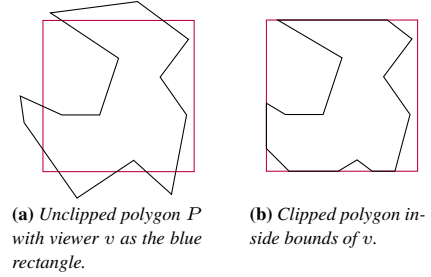 (a) Unclipped polygon P
with viewer v as the blue
rectangle.
(b) Clipped polygon in-
side bounds of v.